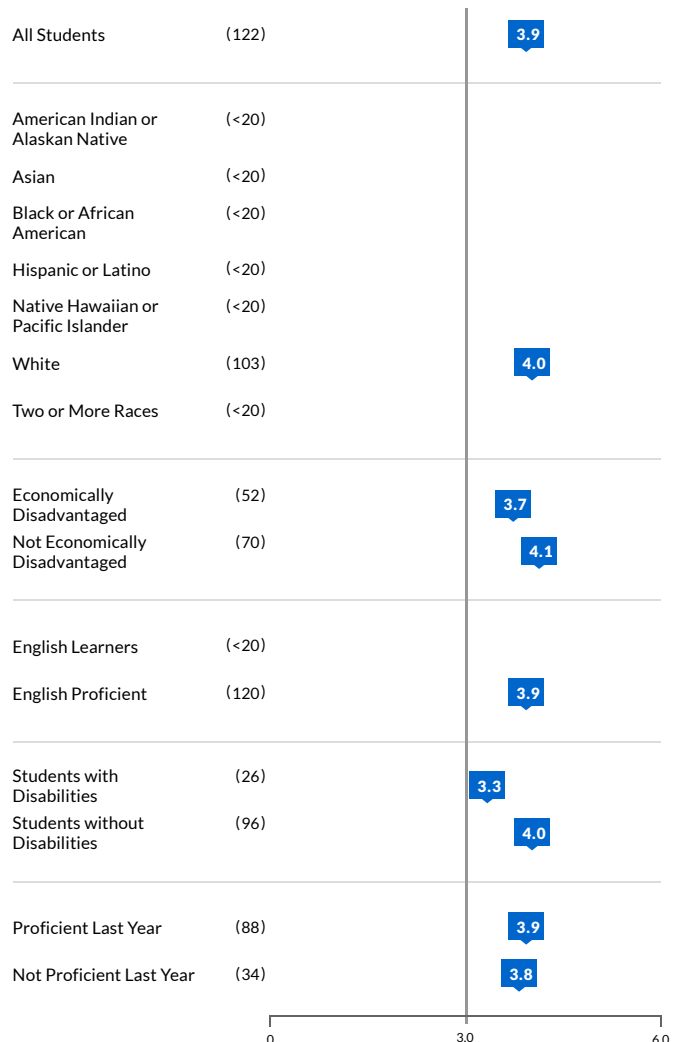 All Students (122) 3.9
American Indian or (<20)
Alaskan Native
Asian (<20)
Black or African (<20)
American
Hispanic or Latino (<20)
Native Hawaiian or (<20)
Pacific Islander
White (103) 4.0
Two or More Races (<20)
Economically (52) 3.7
Disadvantaged
Not Economically (70) 4.1
Disadvantaged
English Learners (<20)
English Proficient (120) 3.9
Students with (26) 3.3
Disabilities
Students without (96) 4.0
Disabilities
Proficient Last Year (88) 3.9
Not Proficient Last Year (34) 3.8
0 3.0 6.0